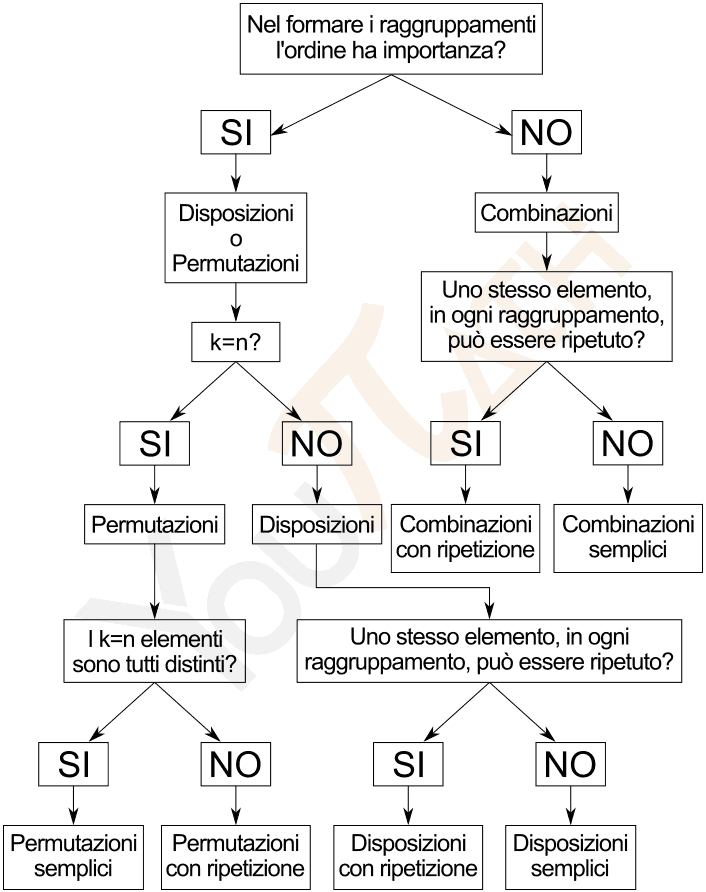 Nel formare i raggruppamenti
l'ordine ha importanza?
SI
NO
Disposizioni
o
Permutazioni
Combinazioni
Uno stesso elemento,
in ogni raggruppamento,
può essere ripetuto?
k=n?
SI
NO
SI
NO
Permutazioni
Disposizioni
Combinazioni
con ripetizione
Combinazioni
semplici
I k=n elementi
sono tutti distinti?
Uno stesso elemento, in ogni
raggruppamento, può essere ripetuto?
SI
NO
SI
NO
Permutazioni
semplici
Permutazioni
con ripetizione
Disposizioni
con ripetizione
Disposizioni
semplici
YouπACH